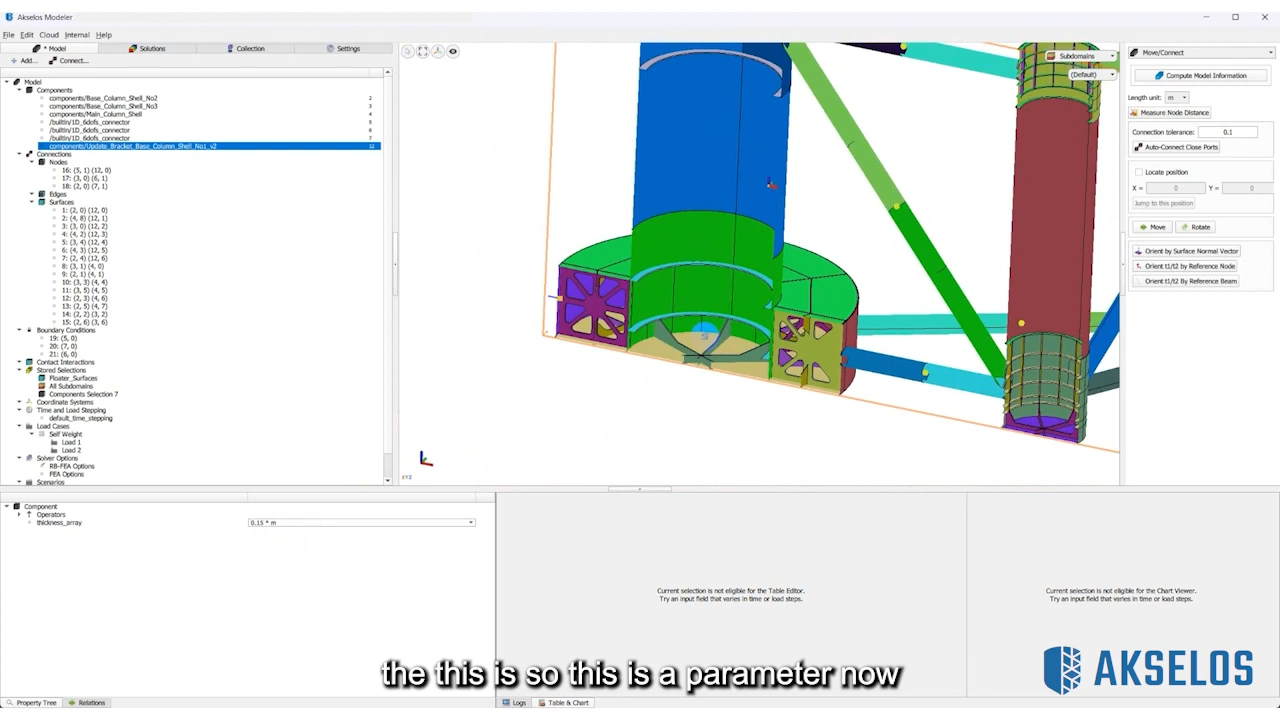 Akselos Modeler
File Edit Cloud Internal Help
* Model
Solutions
Collection
Settings
Add...
Connect...
Model
Components
components/Base_Column_Shell_No2 2
components/Base_Column_Shell_No3 3
components/Main_Column_Shell 4
/builtin/1D_6dofs_connector 5
/builtin/1D_6dofs_connector 6
/builtin/1D_6dofs_connector 7
components/Update_Bracket_Base_Column_Shell_No1_v2 12
Connections
Nodes
16: (5, 1) (12, 0)
17: (3, 0) (6, 1)
18: (2, 0) (7, 1)
Edges
Surfaces
1: (2, 0) (12, 0)
2: (4, 8) (12, 1)
3: (3, 0) (12, 2)
4: (4, 2) (12, 3)
5: (3, 4) (12, 4)
6: (4, 3) (12, 5)
7: (2, 4) (12, 6)
8: (3, 1) (4, 0)
9: (2, 1) (4, 1)
10: (3, 3) (4, 4)
11: (3, 5) (4, 5)
12: (2, 3) (4, 6)
13: (2, 5) (4, 7)
14: (2, 2) (3, 2)
15: (2, 6) (3, 6)
Boundary Conditions
19: (5, 0)
20: (7, 0)
21: (6, 0)
Contact Interactions
Stored Selections
Floater_Surfaces
All Subdomains
Components Selection 7
Coordinate Systems
Time and Load Stepping
default_time_stepping
Load Cases
Self Weight
Load 1
Load 2
Solver Options
RB-FEA Options
FEA Options
Scenarios
Subdomains
(Default)
XYZ
Move/Connect
Compute Model Information
Length unit: m
Measure Node Distance
Connection tolerance: 0.1
Auto-Connect Close Ports
Locate position
X = 0 Y = 0
Jump to this position
Move
Rotate
Orient by Surface Normal Vector
Orient t1/t2 by Reference Node
Orient t1/t2 By Reference Beam
Component
Operators
thickness_array 0.15 * m
Current selection is not eligible for the Table Editor.
Try an input field that varies in time or load steps.
Current selection is not eligible for the Chart Viewer.
Try an input field that varies in time or load steps.
the this is so this is a parameter now
AKSELOS
Property Tree
Relations
Logs
Table & Chart